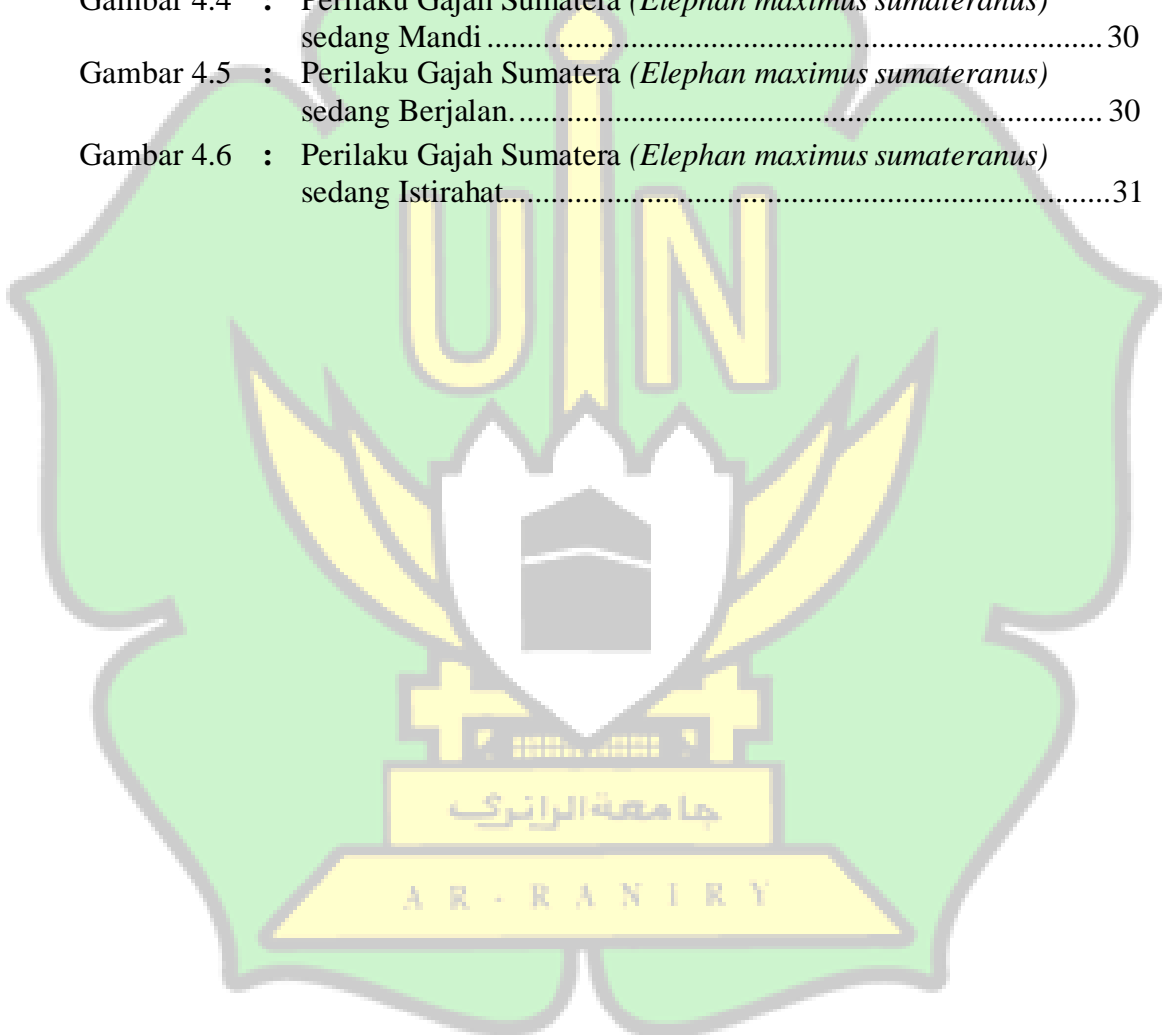 Gambar 4.4 : Perilaku Gajah Sumatera (Elephan maximus sumateranus)
sedang Mandi ............................................................................. 30
Gambar 4.5 : Perilaku Gajah Sumatera (Elephan maximus sumateranus)
sedang Berjalan.......................................................................... 30
Gambar 4.6 : Perilaku Gajah Sumatera (Elephan maximus sumateranus)
sedang Istirahat...........................................................................31
UIN
جامعة الرانري
AR-RANIRY